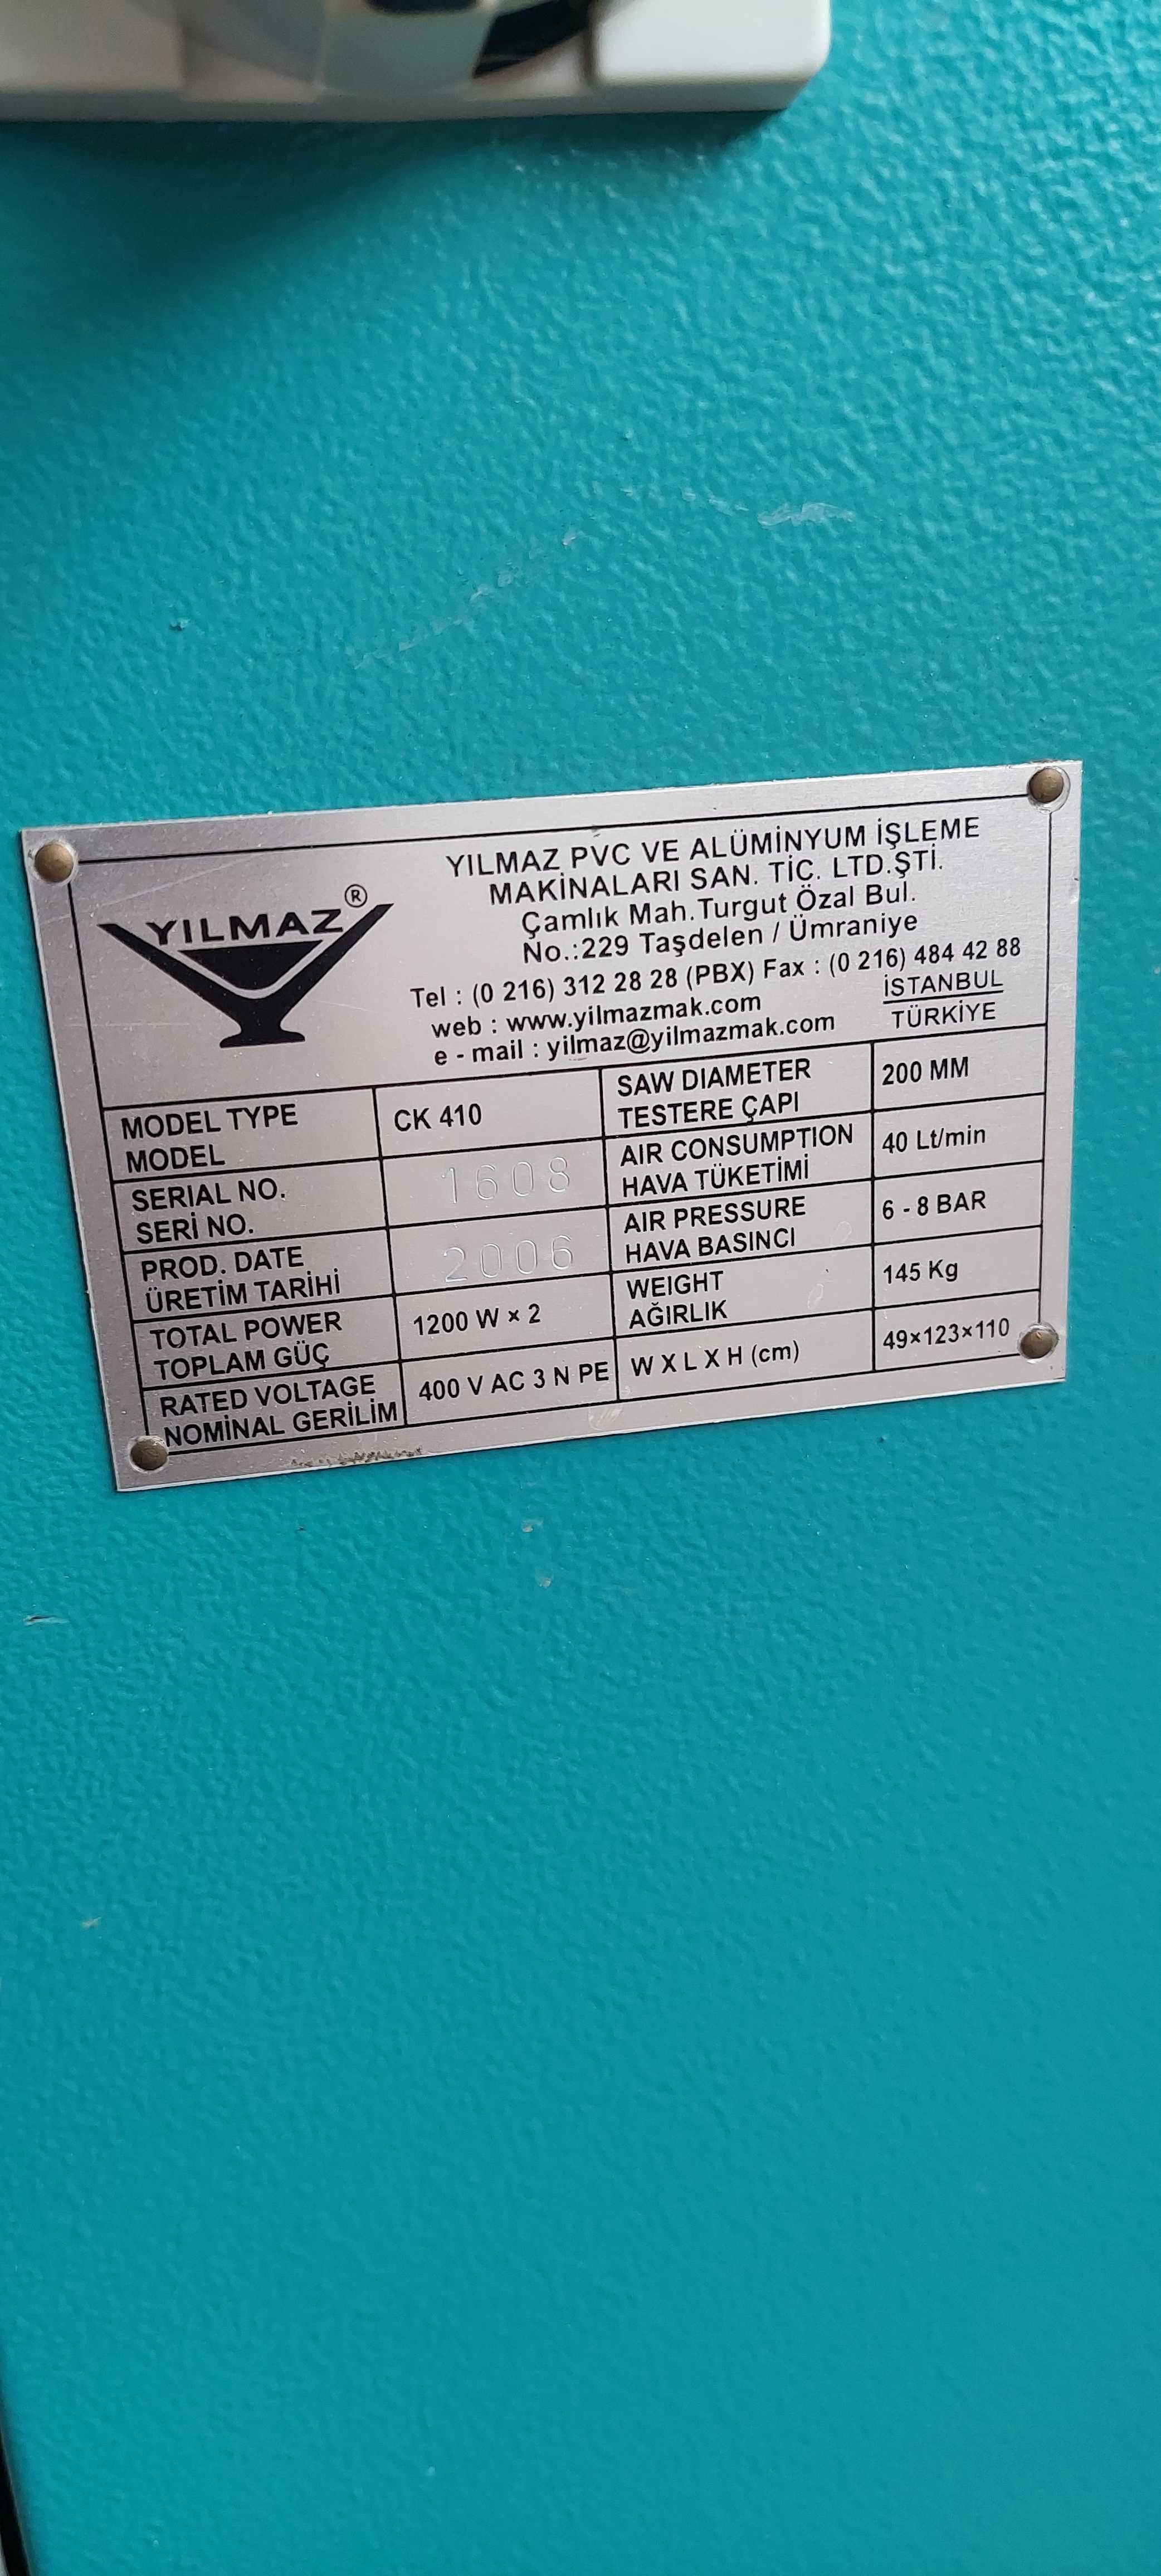 YILMAZ®
YILMAZ PVC VE ALÜMİNYUM İŞLEME
MAKİNALARI SAN. TİC. LTD.ŞTİ.
Çamlık Mah.Turgut Özal Bul.
No.:229 Taşdelen / Ümraniye
Tel : (0 216) 312 28 28 (PBX) Fax : (0 216) 484 42 88
web : www.yilmazmak.com
e - mail : yilmaz@yilmazmak.com
İSTANBUL
TÜRKİYE
MODEL TYPE
MODEL
CK 410
SERIAL NO.
SERİ NO.
1608
PROD. DATE
ÜRETİM TARİHİ
2006
TOTAL POWER
TOPLAM GÜÇ
1200 W × 2
RATED VOLTAGE
NOMİNAL GERİLİM
400 V AC 3 N PE
SAW DIAMETER
TESTERE ÇAPI
200 MM
AIR CONSUMPTION
HAVA TÜKETİMİ
40 Lt/min
AIR PRESSURE
HAVA BASINCI
6 - 8 BAR
WEIGHT
AĞIRLIK
145 Kg
W X L X H (cm)
49×123×110